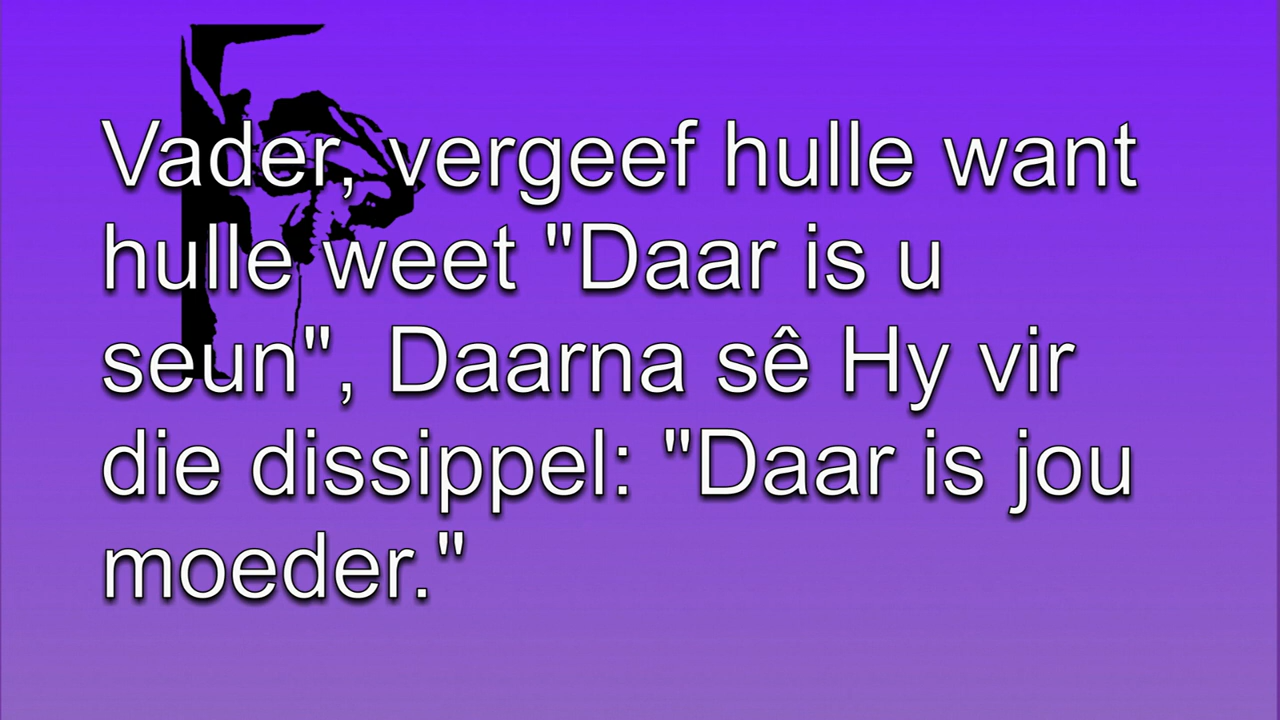 Vader, vergeef hulle want
hulle weet "Daar is u
seun", Daarna sê Hy vir
die dissippel: "Daar is jou
moeder."